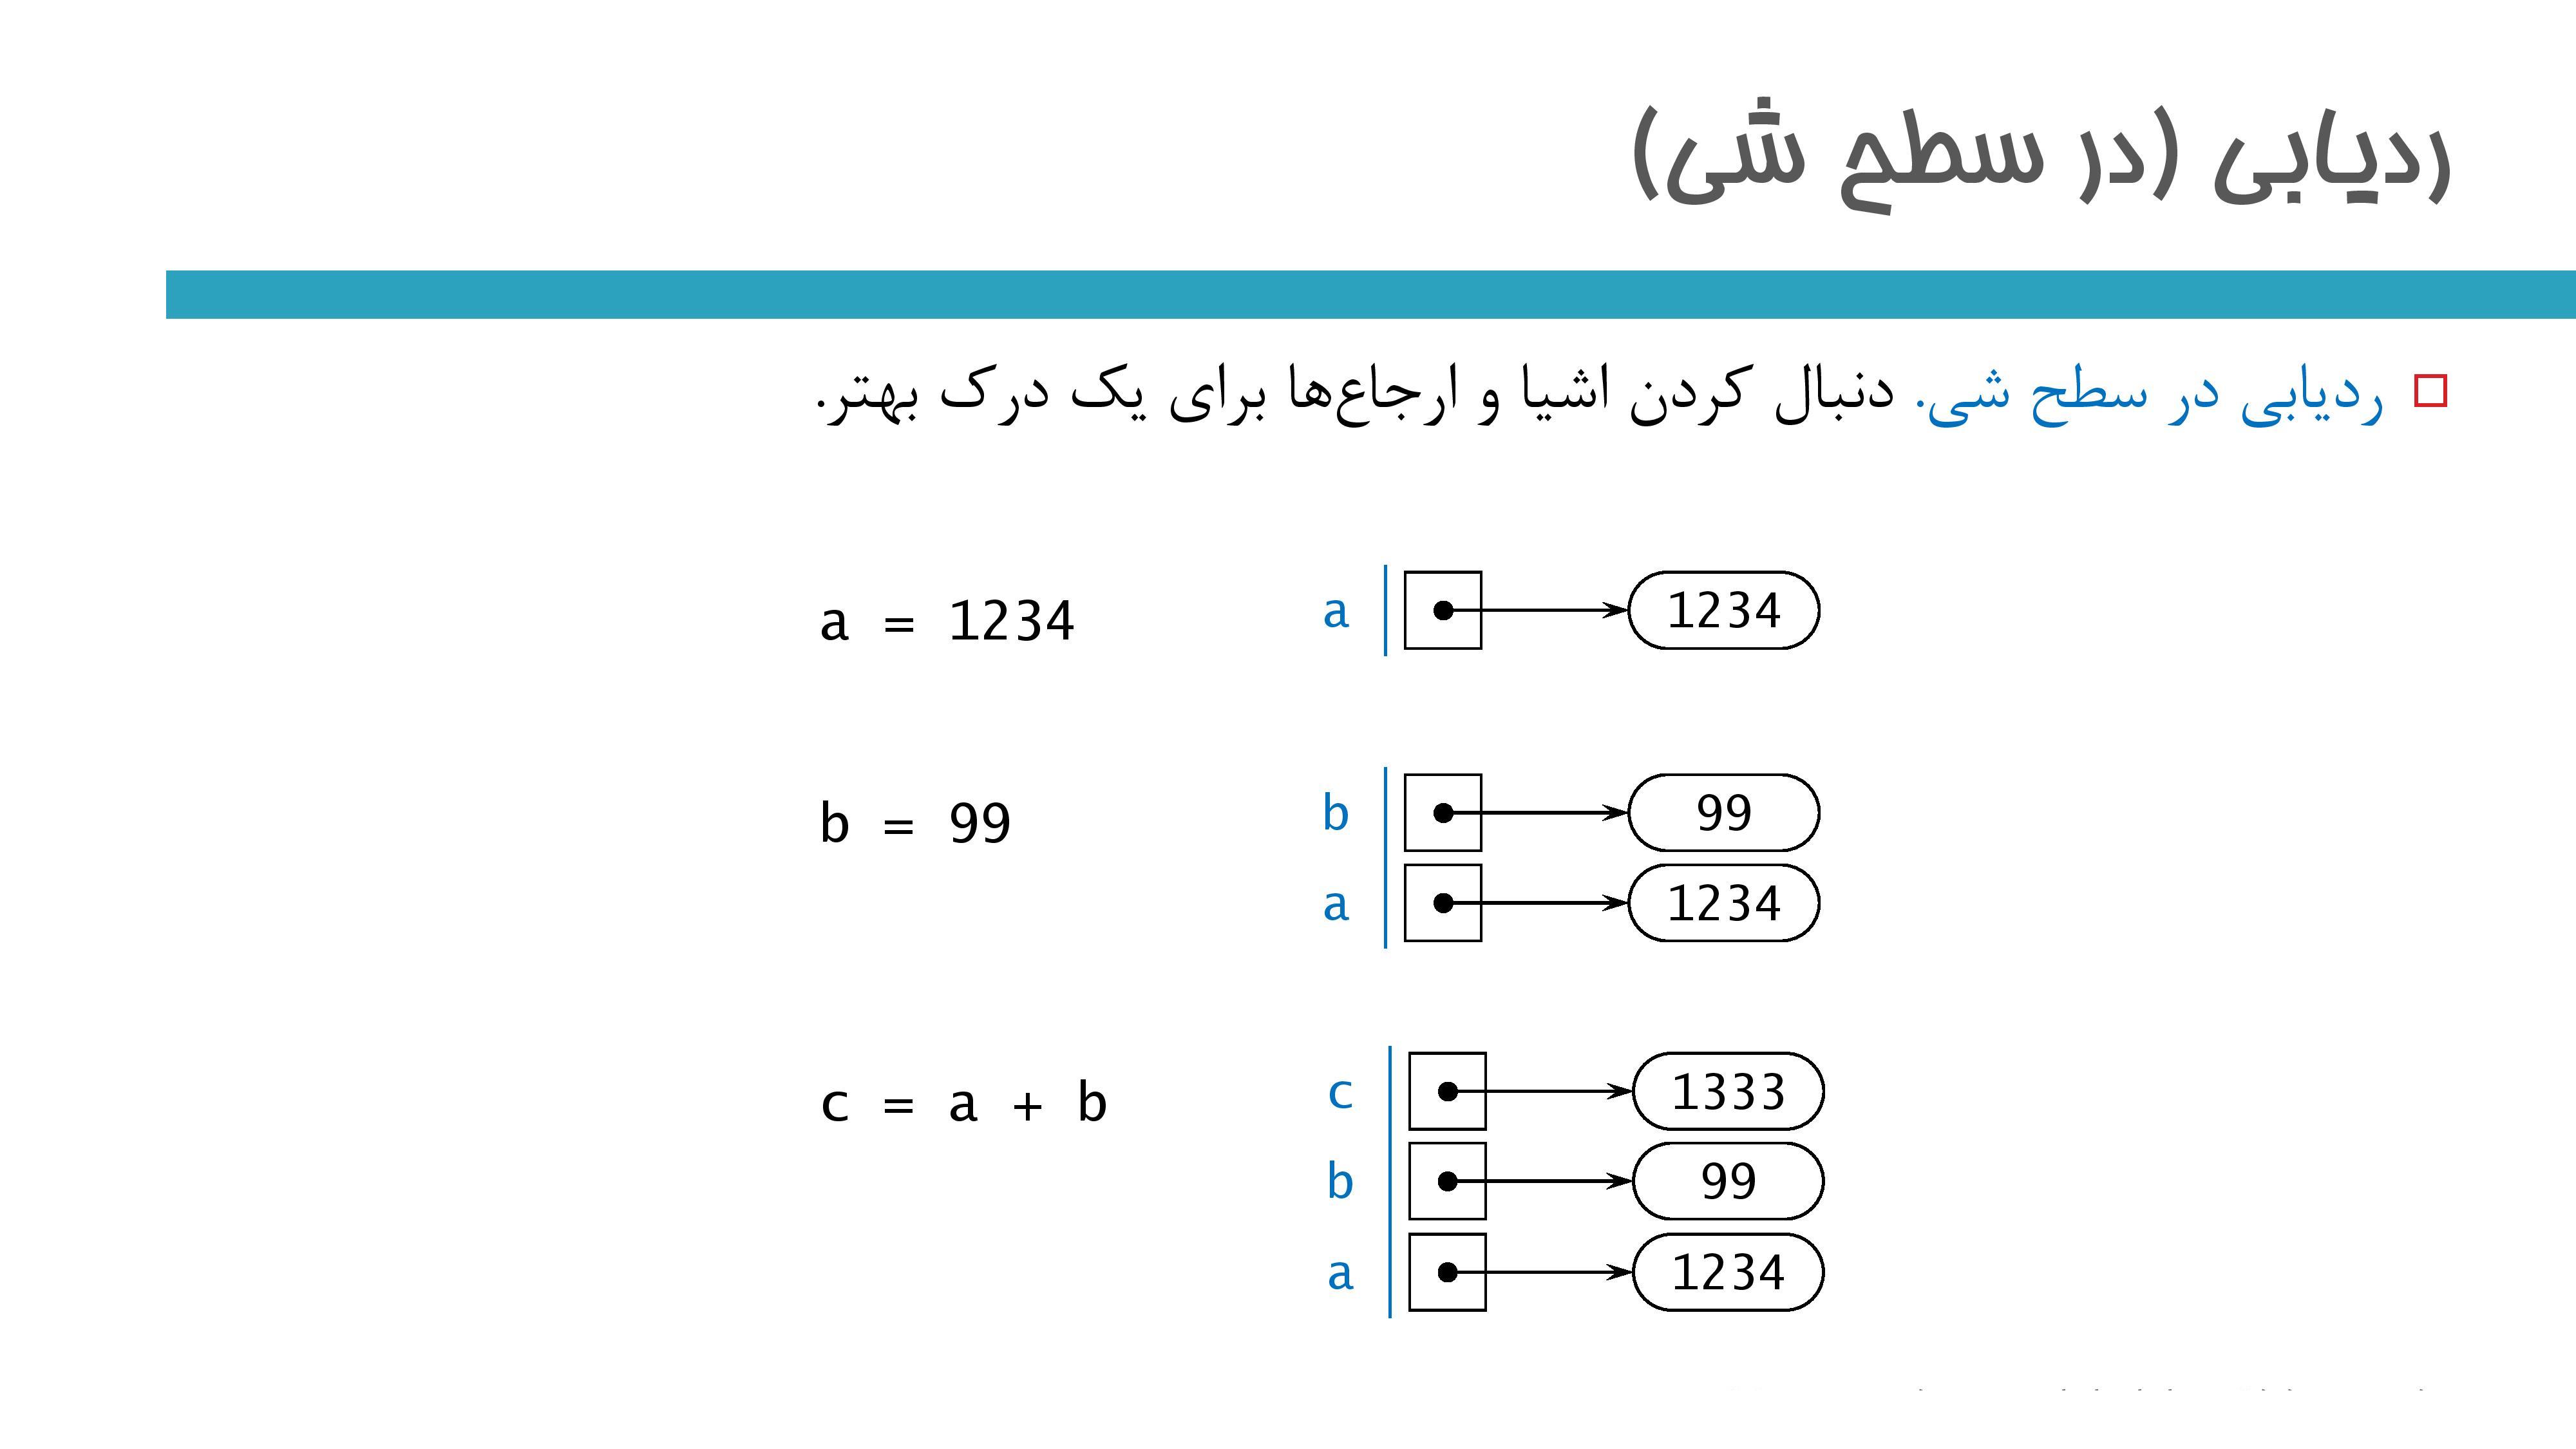 ردیابی (در سطح شی)
ردیابی در سطح شی. دنبال کردن اشیا و ارجاع‌ها برای یک درک بهتر.
a = 1234
a 1234
b = 99
b 99
a 1234
c = a + b
c 1333
b 99
a 1234